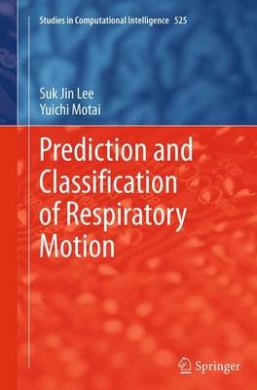 Studies in Computational Intelligence 525
Suk Jin Lee
Yuichi Motai
Prediction and
Classification
of Respiratory
Motion
Springer